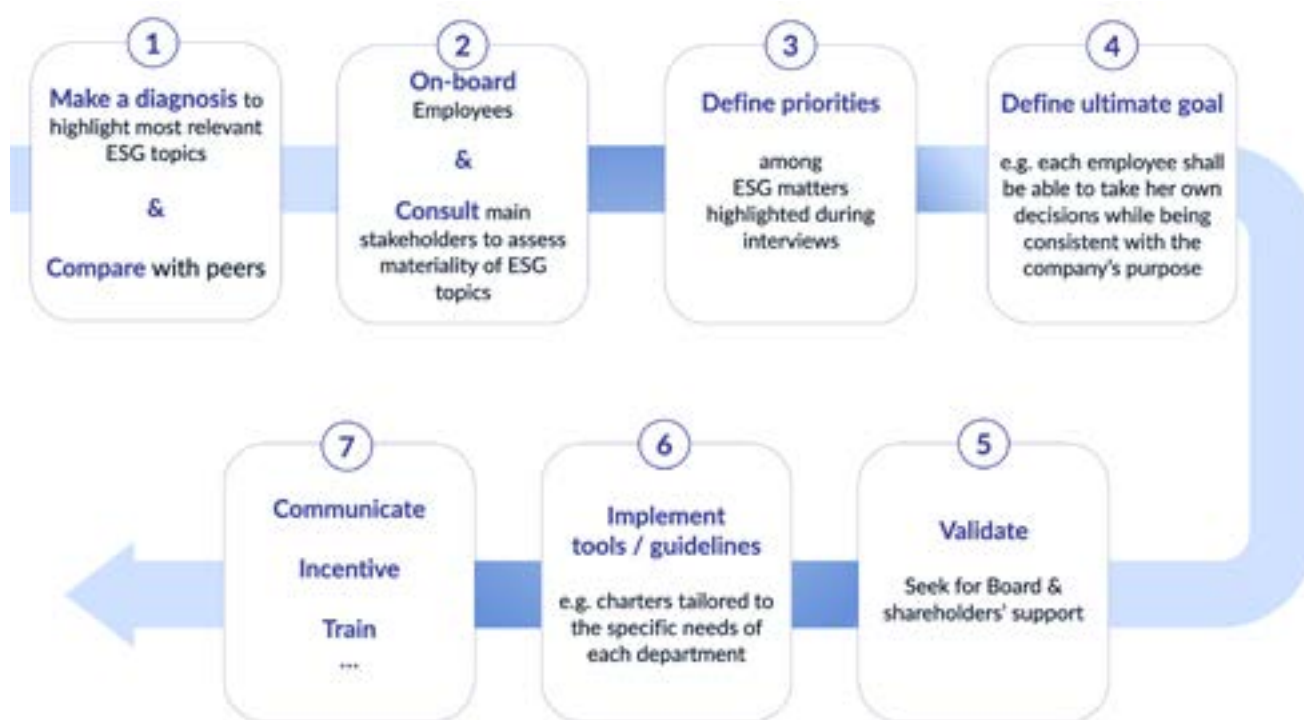 1
Make a diagnosis to
highlight most relevant
ESG topics
&
Compare with peers
2
On-board
Employees
&
Consult main
stakeholders to assess
materiality of ESG
topics
3
Define priorities
among
ESG matters
highlighted during
interviews
4
Define ultimate goal
e.g. each employee shall
be able to take her own
decisions while being
consistent with the
company's purpose
5
Validate
Seek for Board &
shareholders' support
6
Implement
tools / guidelines
e.g. charters tailored to
the specific needs of
each department
7
Communicate
Incentive
Train
...